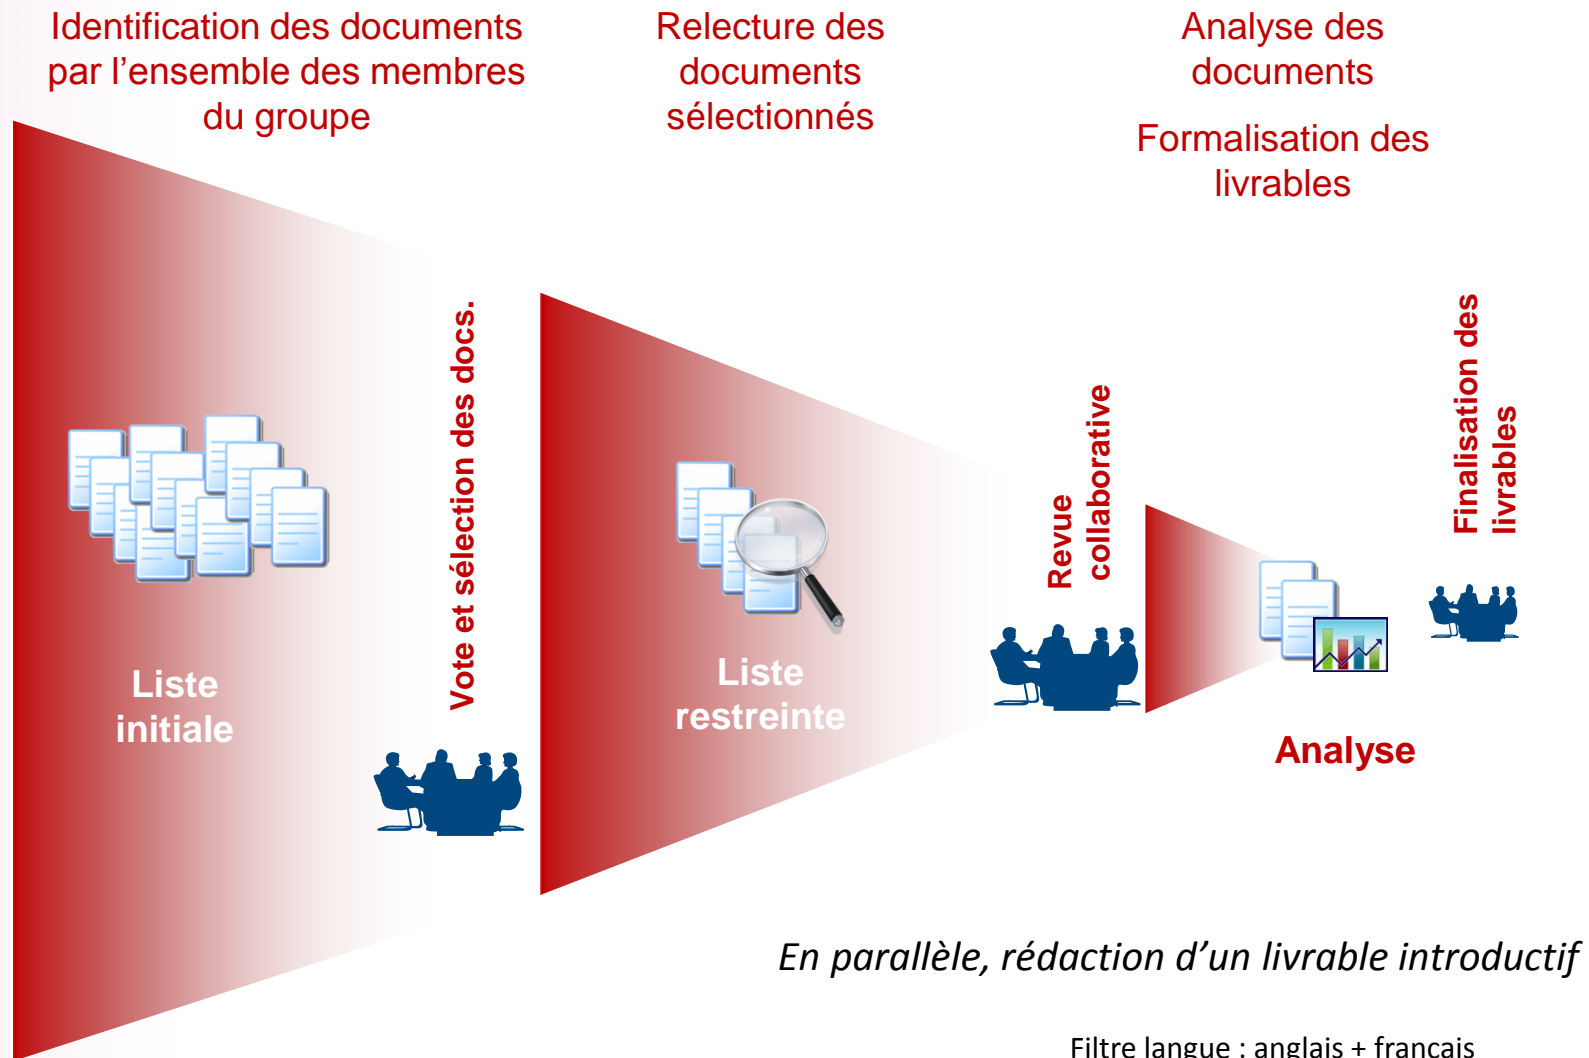 Identification des documents
par l’ensemble des membres
du groupe
Relecture des
documents
sélectionnés
Analyse des
documents
Formalisation des
livrables
Vote et sélection des docs.
Revue
collaborative
Finalisation des
livrables
Liste
initiale
Liste
restreinte
Analyse
En parallèle, rédaction d’un livrable introductif
Filtre langue : anglais + français